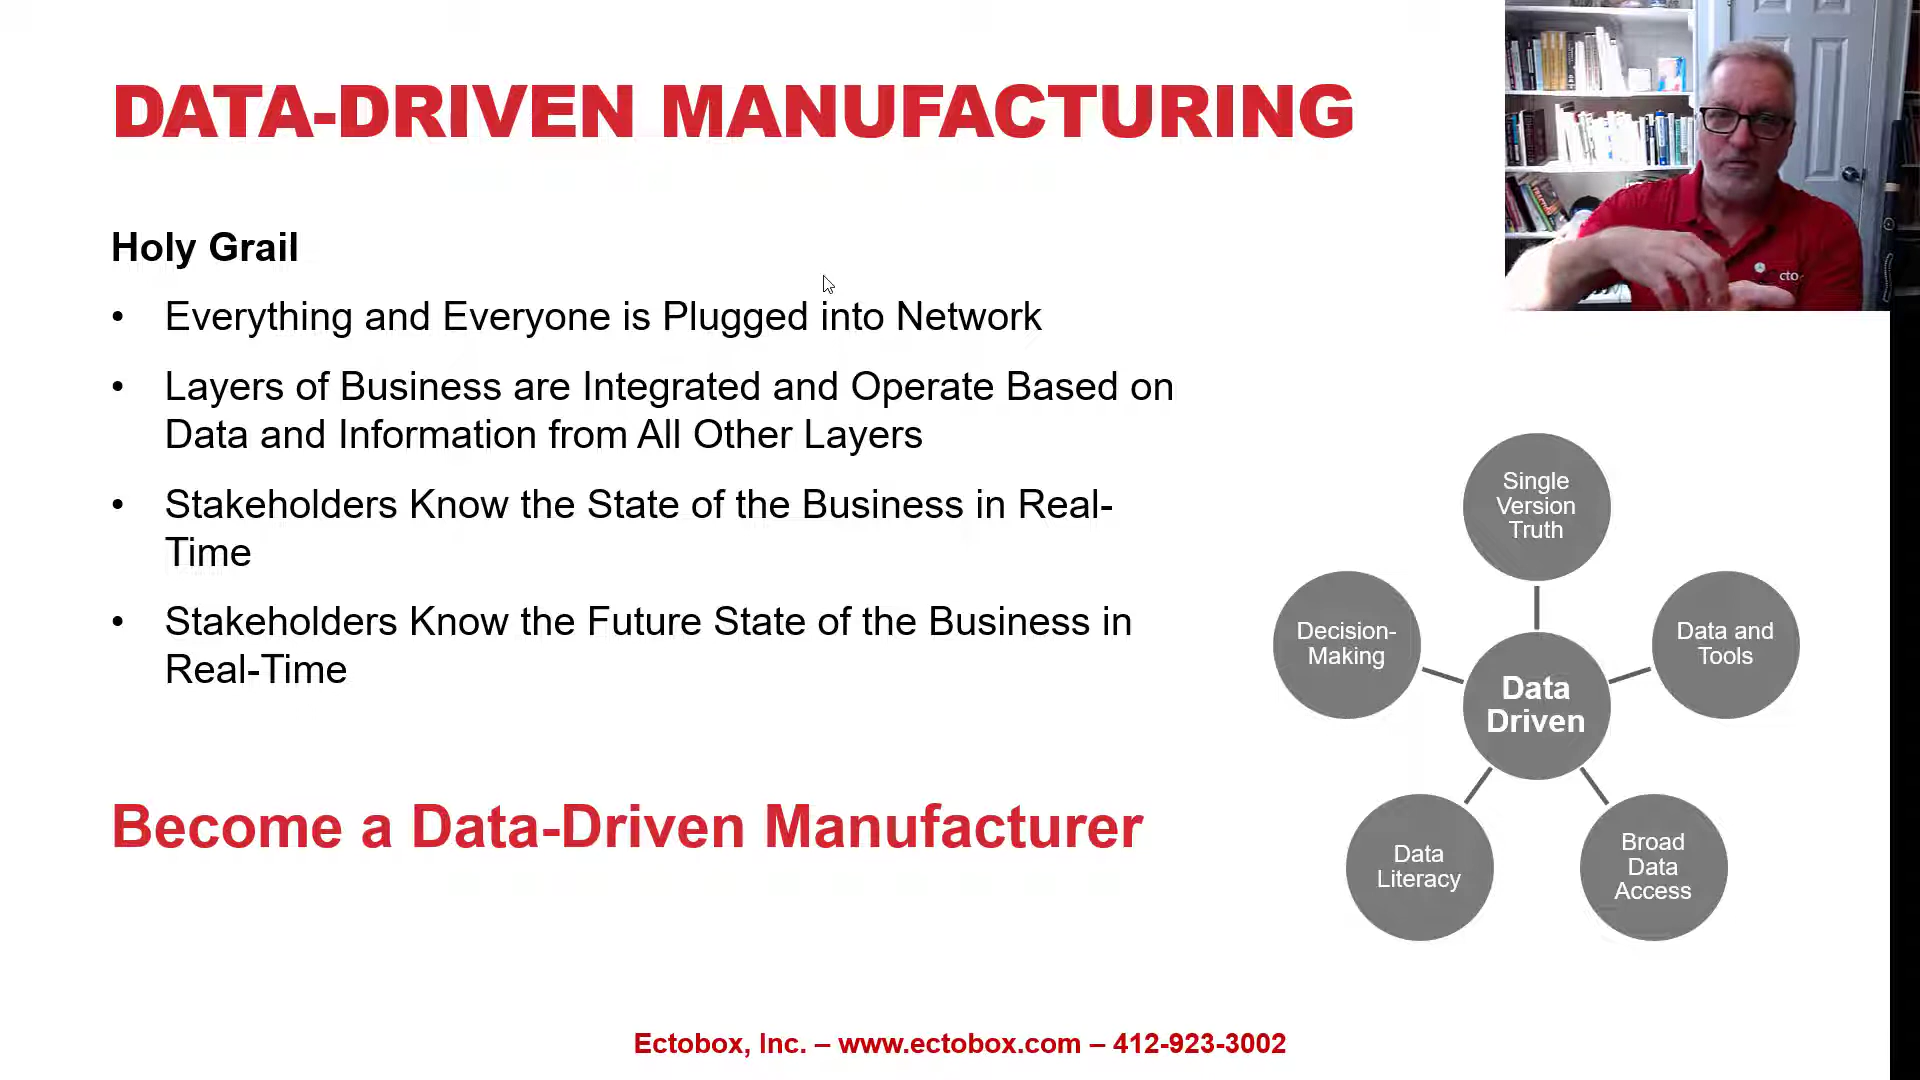 DATA-DRIVEN MANUFACTURING
Holy Grail
• Everything and Everyone is Plugged into Network
• Layers of Business are Integrated and Operate Based on
Data and Information from All Other Layers
• Stakeholders Know the State of the Business in Real-
Time
• Stakeholders Know the Future State of the Business in
Real-Time
Become a Data-Driven Manufacturer
Single
Version
Truth
Decision-
Making
Data and
Tools
Data
Driven
Data
Literacy
Broad
Data
Access
Ectobox, Inc. – www.ectobox.com – 412-923-3002